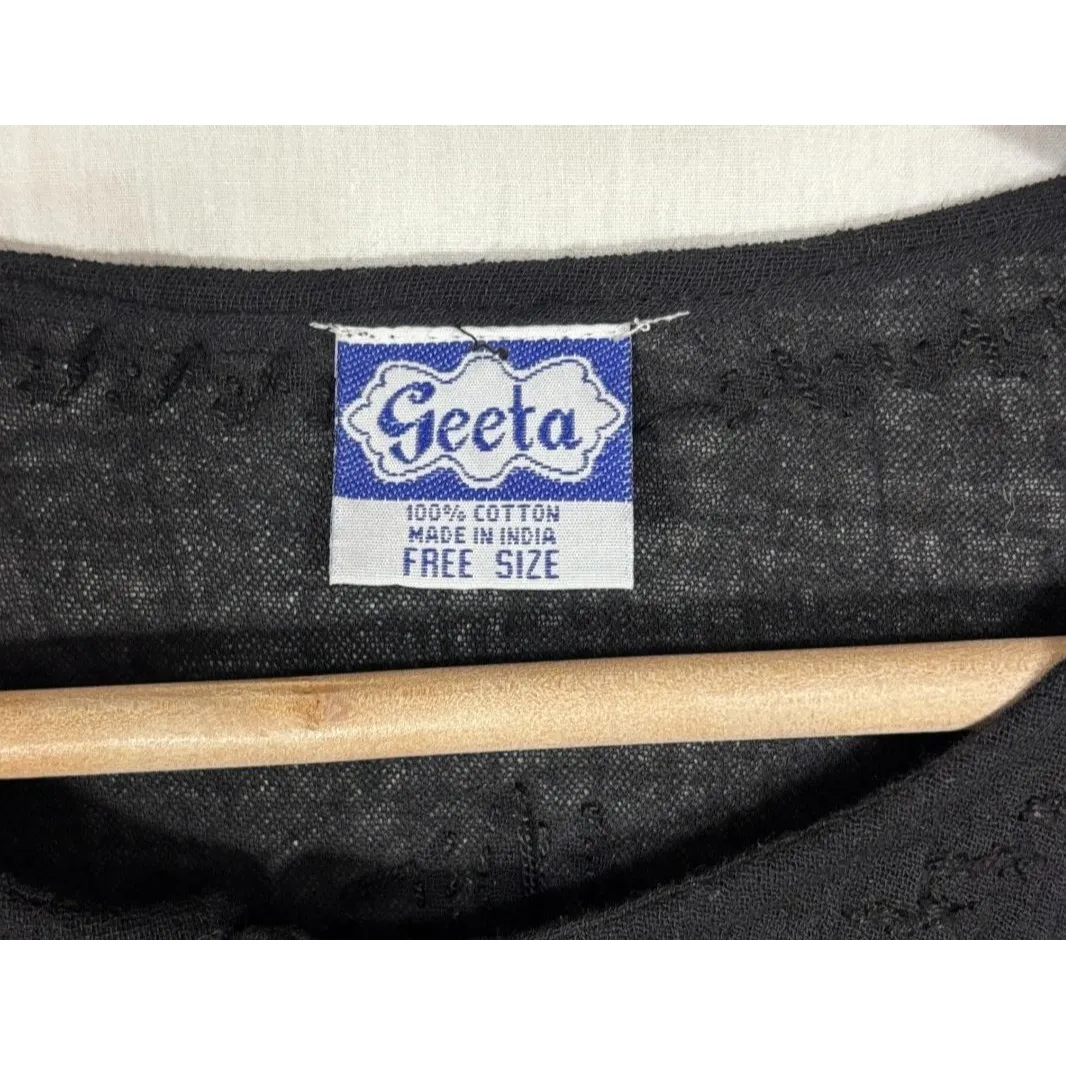 Geeta
100% COTTON
MADE IN INDIA
FREE SIZE